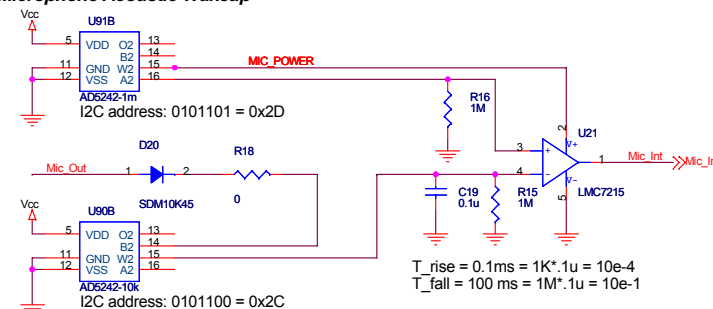 Microphone Acoustic Wakeup
Vcc
U91B
5 VDD O2 13
B2 14
11 GND W2 15 MIC_POWER
12 VSS A2 16
AD5242-1m
I2C address: 0101101 = 0x2D
R16
1M
U21
2
V+
3 +
1 Mic_Int Mic_In
4 -
V-
5
LMC7215
D20
R18
Mic_Out 1 2
SDM10K45
0
C19
0.1u
R15
1M
Vcc
U90B
5 VDD O2 13
B2 14
11 GND W2 15
12 VSS A2 16
AD5242-10k
I2C address: 0101100 = 0x2C
T_rise = 0.1ms = 1K*.1u = 10e-4
T_fall = 100 ms = 1M*.1u = 10e-1